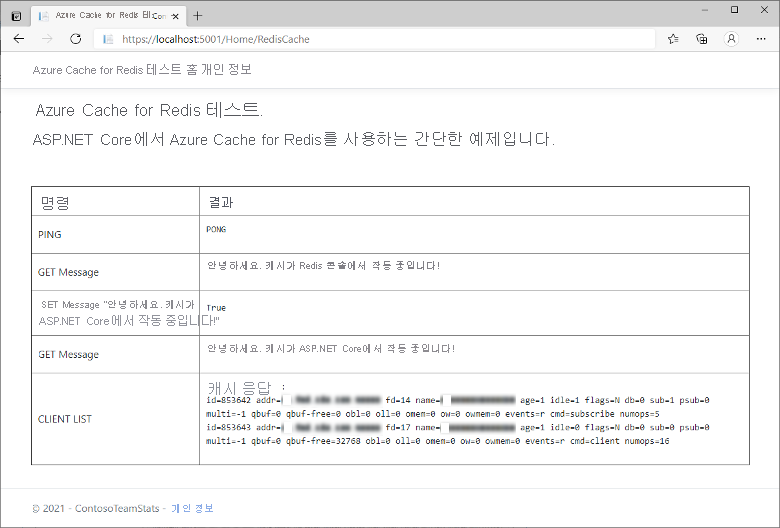 Azure Cache for Redis 테스트 Con
https://localhost:5001/Home/RedisCache
Azure Cache for Redis 테스트 홈 개인 정보
Azure Cache for Redis 테스트.
ASP.NET Core에서 Azure Cache for Redis를 사용하는 간단한 예제입니다.
명령 결과
PING PONG
GET Message 안녕하세요. 캐시가 Redis 콘솔에서 작동 중입니다!
SET Message "안녕하세요. 캐시가
ASP.NET Core에서 작동 중입니다!" True
GET Message 안녕하세요. 캐시가 ASP.NET Core에서 작동 중입니다!
CLIENT LIST
캐시 응답 :
id=853642 addr= fd=14 name= age=1 idle=1 flags=N db=0 sub=1 psub=0
multi=-1 qbuf=0 qbuf-free=0 obl=0 oll=0 omem=0 ow=0 owmem=0 events=r cmd=subscribe numops=5
id=853643 addr= fd=17 name= age=1 idle=0 flags=N db=0 sub=0 psub=0
multi=-1 qbuf=0 qbuf-free=32768 obl=0 oll=0 omem=0 ow=0 owmem=0 events=r cmd=client numops=16
© 2021 - ContosoTeamStats - 개인 정보